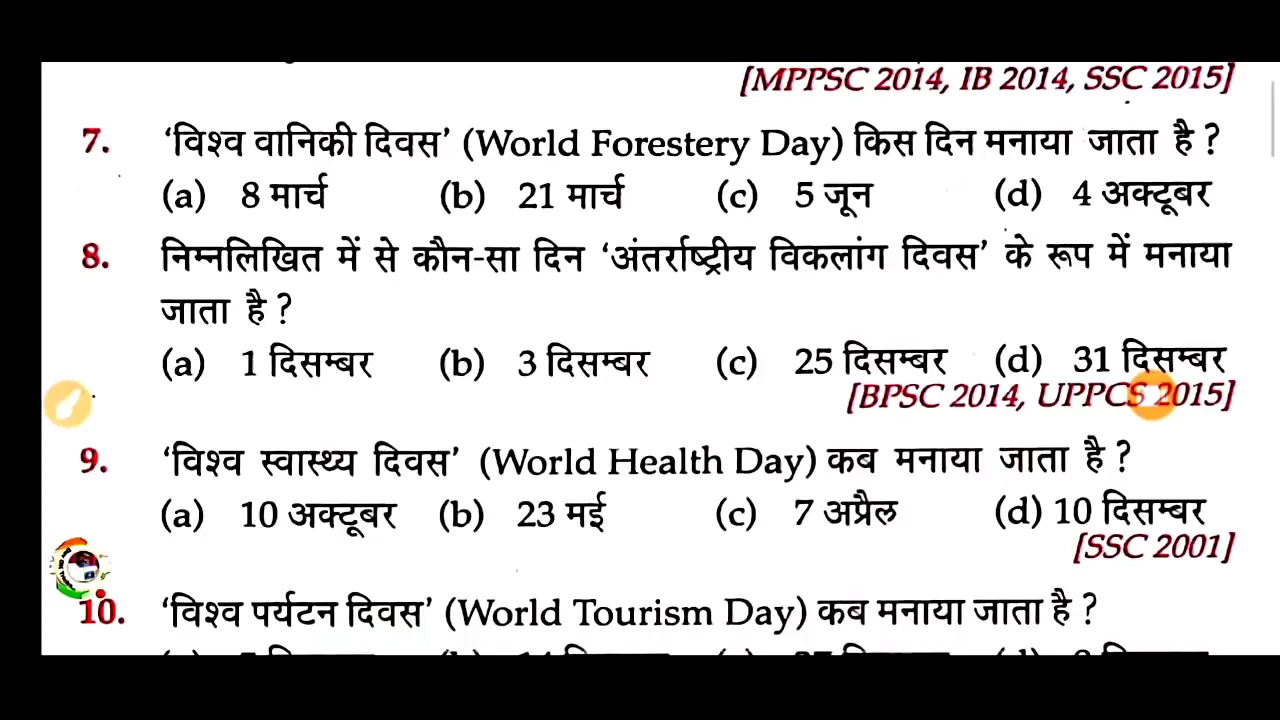 [MPPSC 2014, IB 2014, SSC 2015]
7. ‘विश्व वानिकी दिवस’ (World Forestery Day) किस दिन मनाया जाता है ?
(a) 8 मार्च (b) 21 मार्च (c) 5 जून (d) 4 अक्टूबर
8. निम्नलिखित में से कौन-सा दिन ‘अंतर्राष्ट्रीय विकलांग दिवस’ के रूप में मनाया
जाता है ?
(a) 1 दिसम्बर (b) 3 दिसम्बर (c) 25 दिसम्बर (d) 31 दिसम्बर
[BPSC 2014, UPPCS 2015]
9. ‘विश्व स्वास्थ्य दिवस’ (World Health Day) कब मनाया जाता है ?
(a) 10 अक्टूबर (b) 23 मई (c) 7 अप्रैल (d) 10 दिसम्बर
[SSC 2001]
10. ‘विश्व पर्यटन दिवस’ (World Tourism Day) कब मनाया जाता है ?